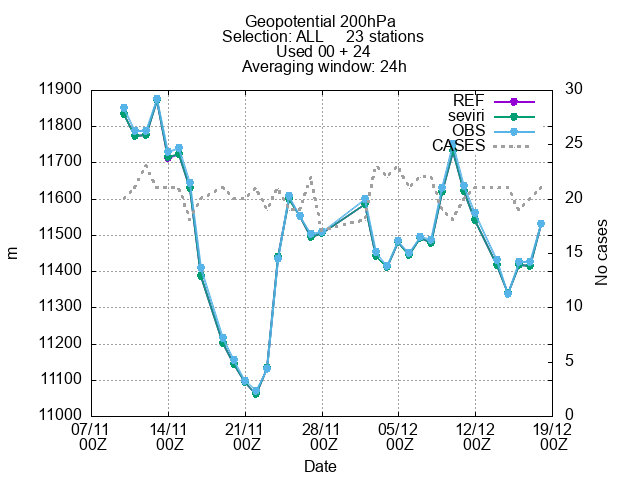 Geopotential 200hPa
Selection: ALL 23 stations
Used 00 + 24
Averaging window: 24h
REF
seviri
OBS
CASES
11900
11800
11700
11600
11500
11400
11300
11200
11100
11000
30
25
20
15
10
5
0
m
No cases
07/11 14/11 21/11 28/11 05/12 12/12 19/12
00Z 00Z 00Z 00Z 00Z 00Z 00Z
Date